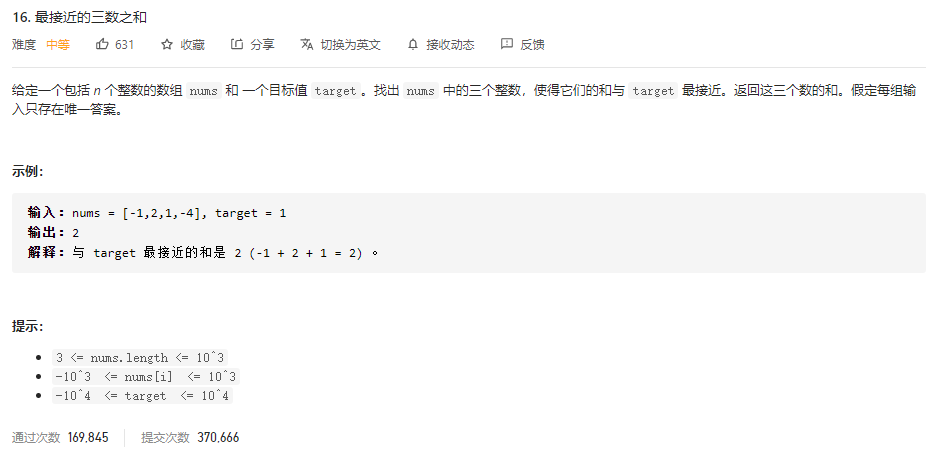 16. 最接近的三数之和
难度 中等 631 收藏 分享 切换为英文 接收动态 反馈
给定一个包括 n 个整数的数组 nums 和 一个目标值 target 。找出 nums 中的三个整数，使得它们的和与 target 最接近。返回这三个数的和。假定每组输
入只存在唯一答案。
示例：
输入：nums = [-1,2,1,-4], target = 1
输出：2
解释：与 target 最接近的和是 2 (-1 + 2 + 1 = 2) 。
提示：
3 <= nums.length <= 10^3
-10^3 <= nums[i] <= 10^3
-10^4 <= target <= 10^4
通过次数 169,845 提交次数 370,666